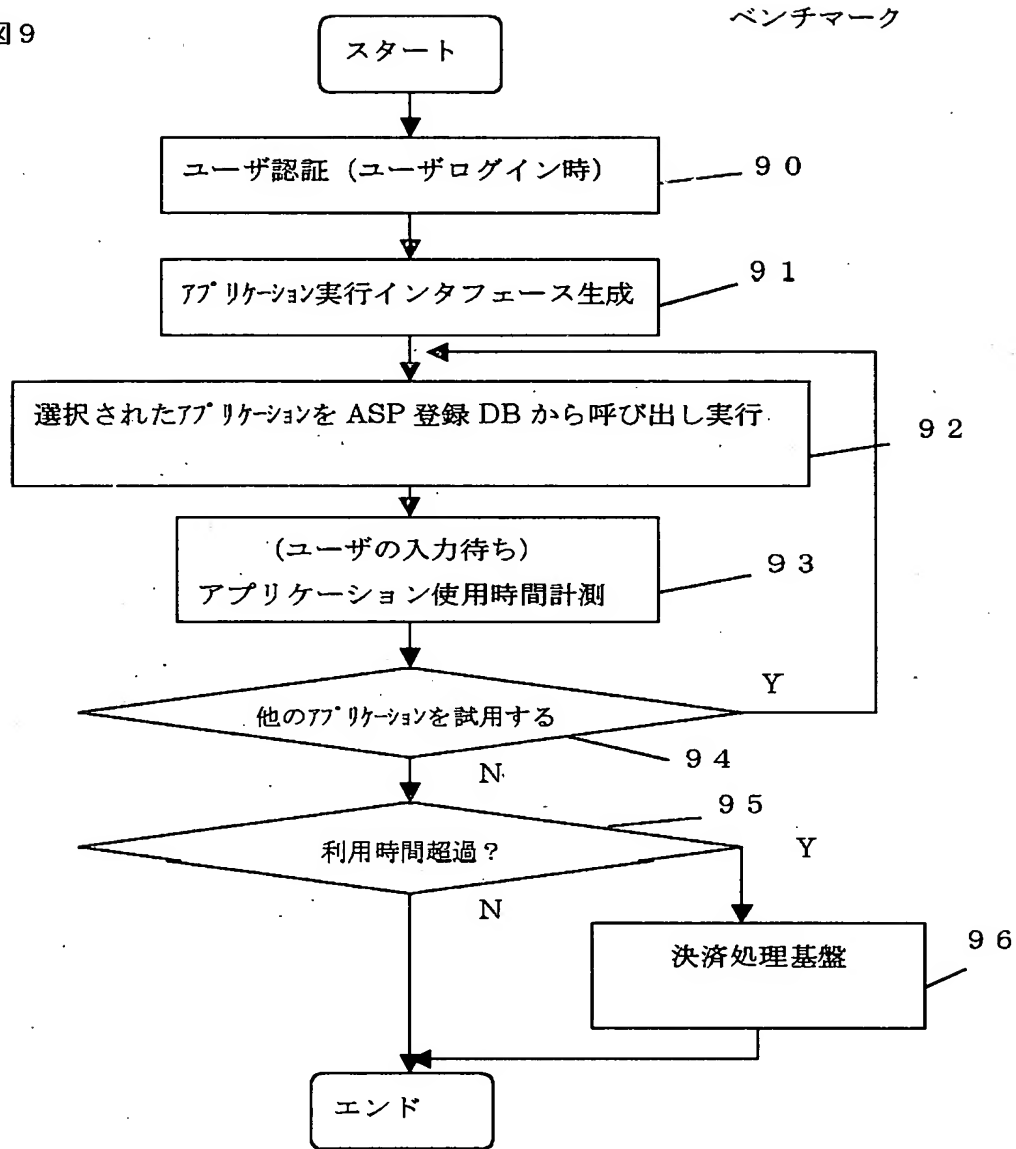 図9
ベンチマーク
スタート
ユーザ認証 (ユーザログイン時)
90
ｱﾌﾟﾘｹｰｼｮﾝ実行インタフェース生成
91
選択されたｱﾌﾟﾘｹｰｼｮﾝを ASP 登録 DB から呼び出し実行
92
(ユーザの入力待ち)
アプリケーション使用時間計測
93
他のｱﾌﾟﾘｹｰｼｮﾝを試用する
Y
94
N
95
利用時間超過?
Y
N
決済処理基盤
96
エンド